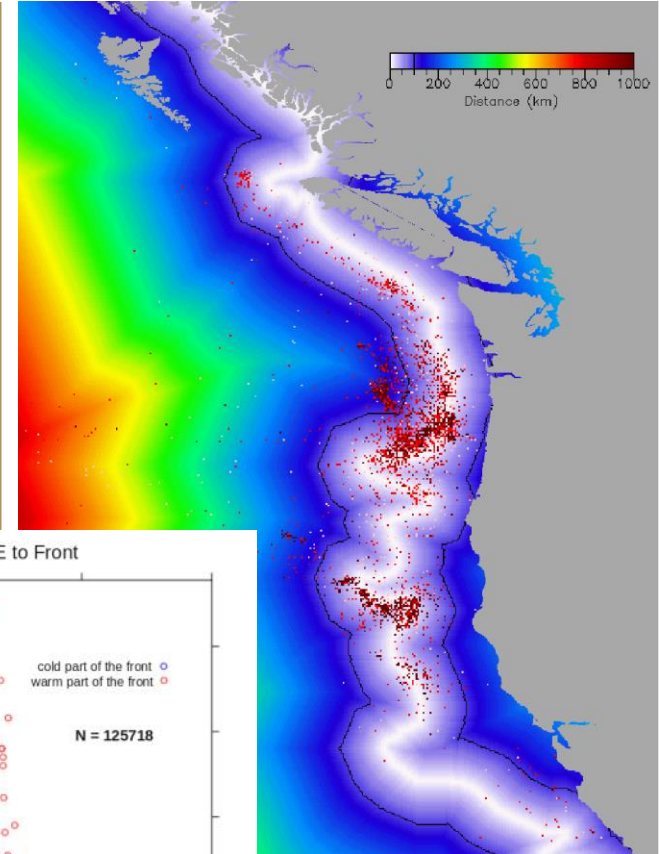 0 200 400 600 800 1000
Distance (km)
E to Front
cold part of the front
warm part of the front
N = 125718